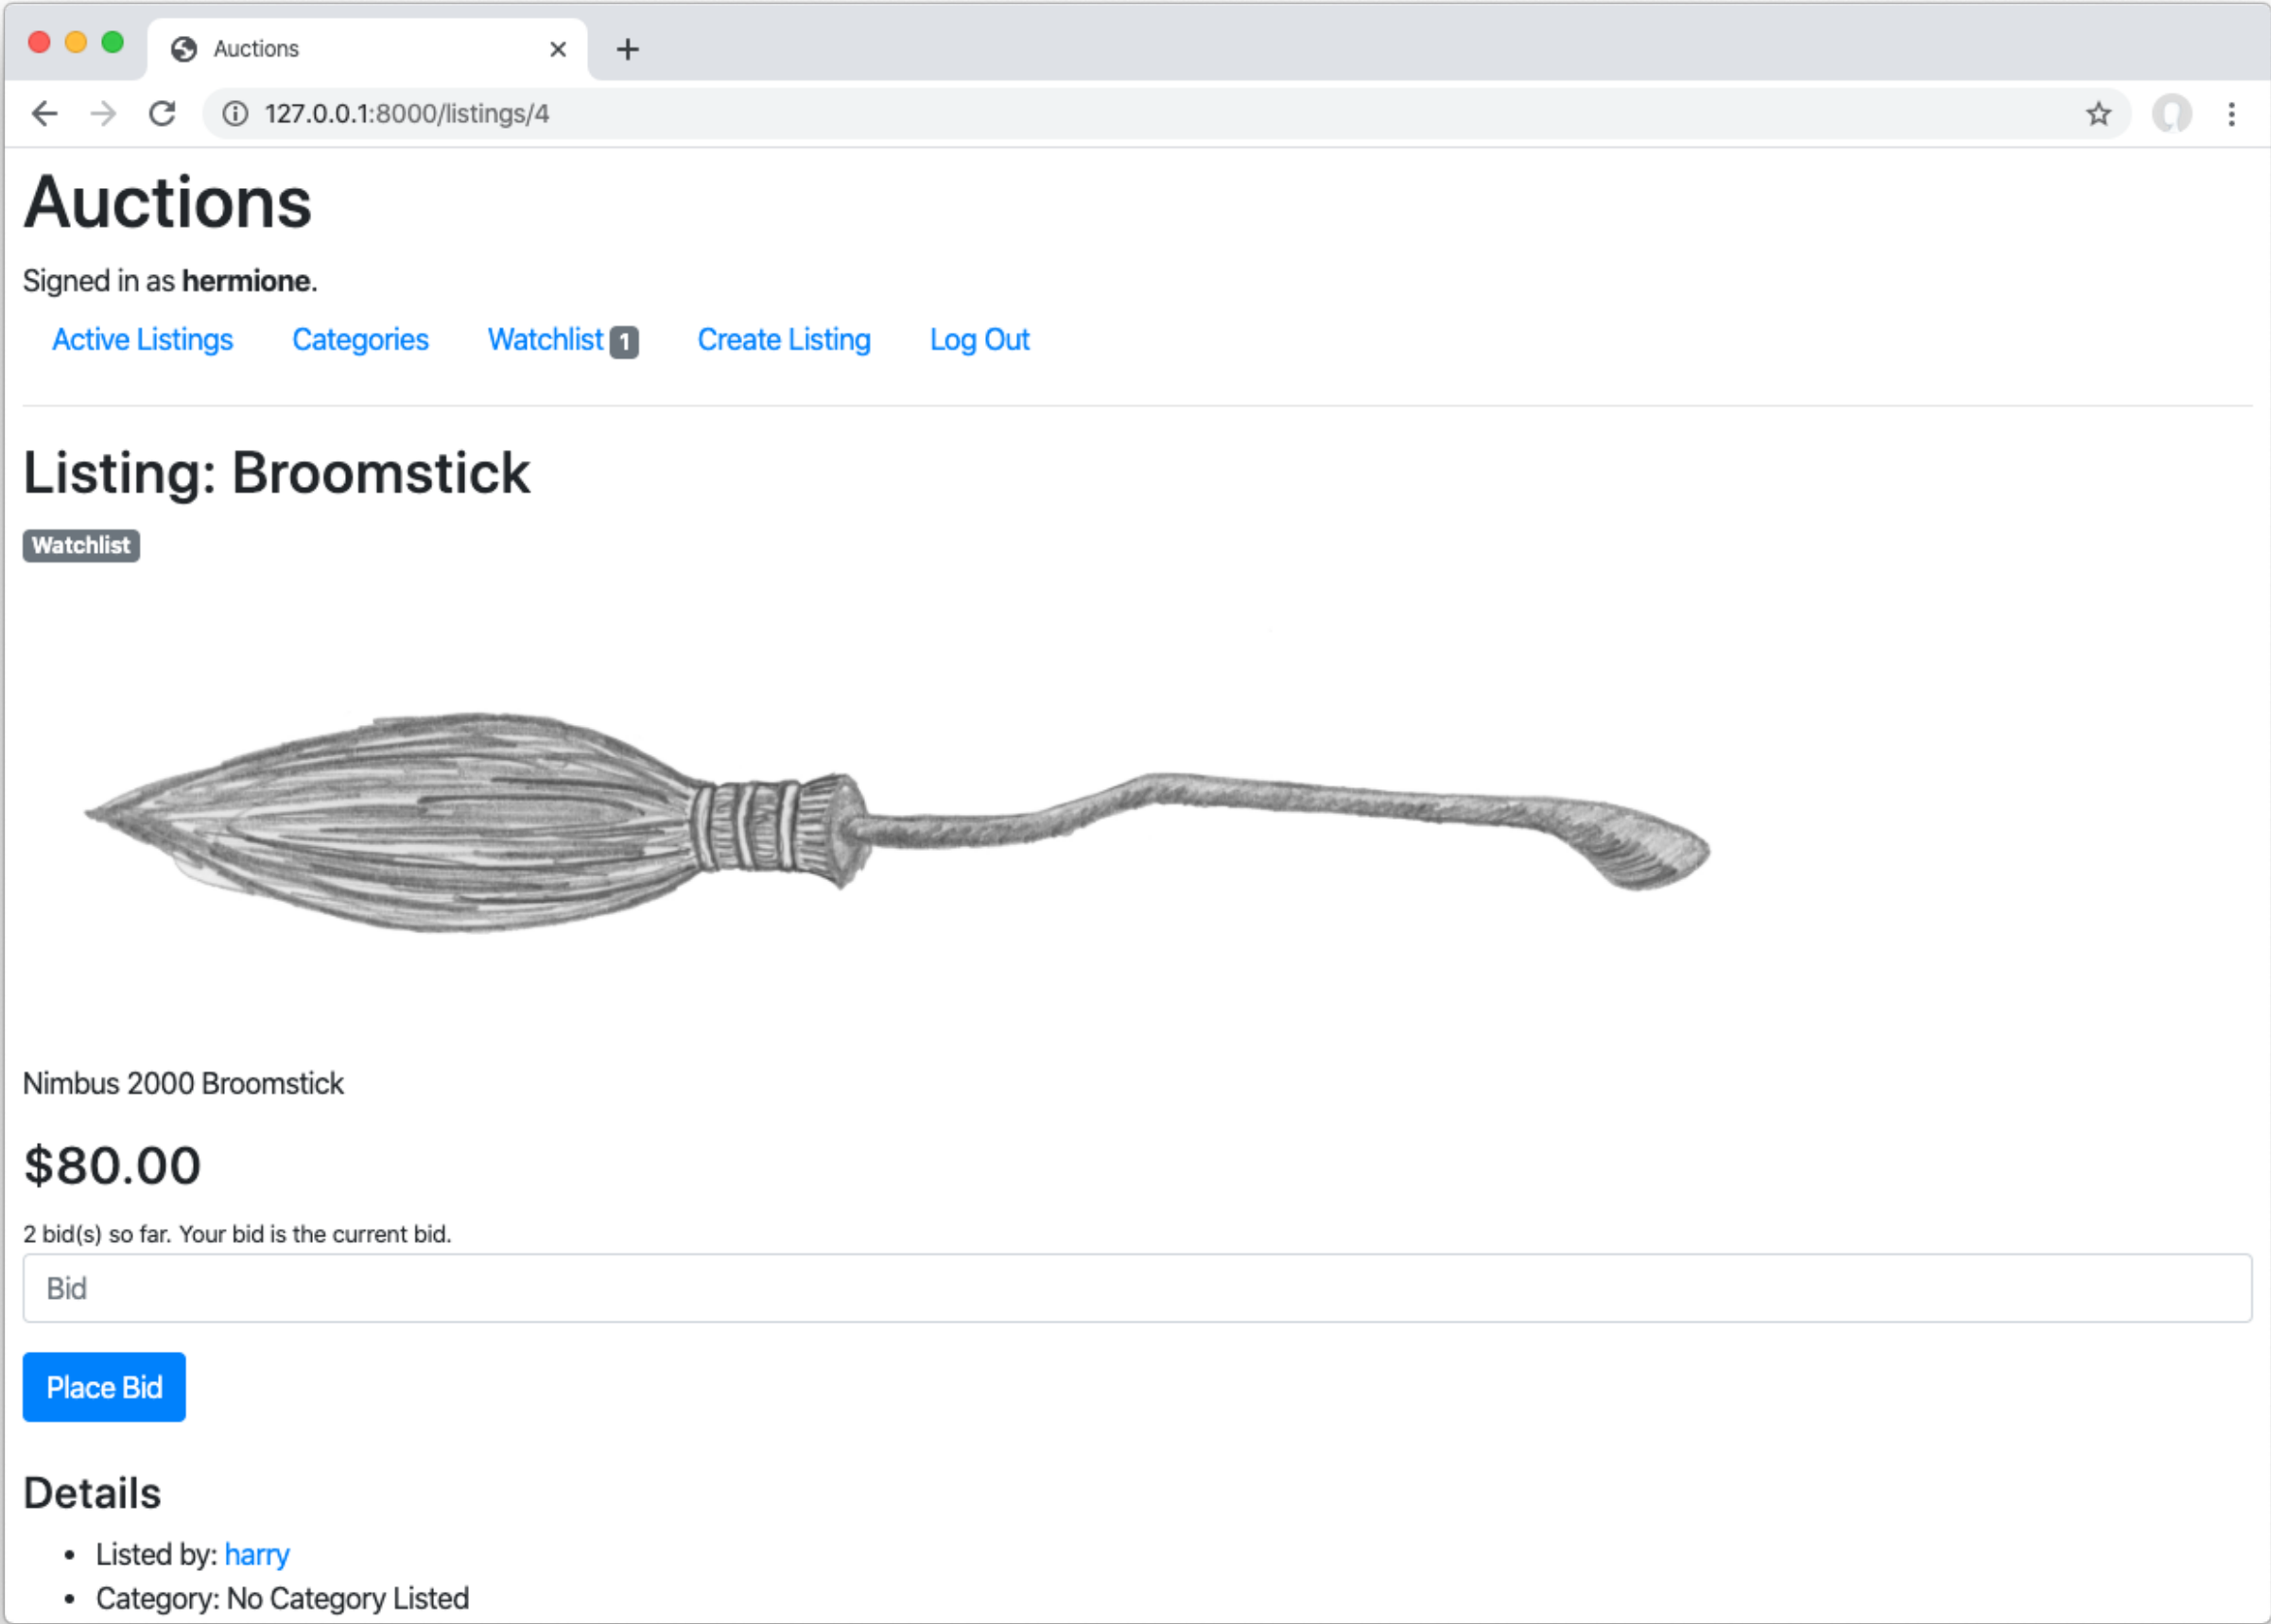 Auctions
127.0.0.1:8000/listings/4
Auctions
Signed in as hermione.
Active Listings Categories Watchlist 1 Create Listing Log Out
Listing: Broomstick
Watchlist
Nimbus 2000 Broomstick
$80.00
2 bid(s) so far. Your bid is the current bid.
Bid
Place Bid
Details
• Listed by: harry
• Category: No Category Listed